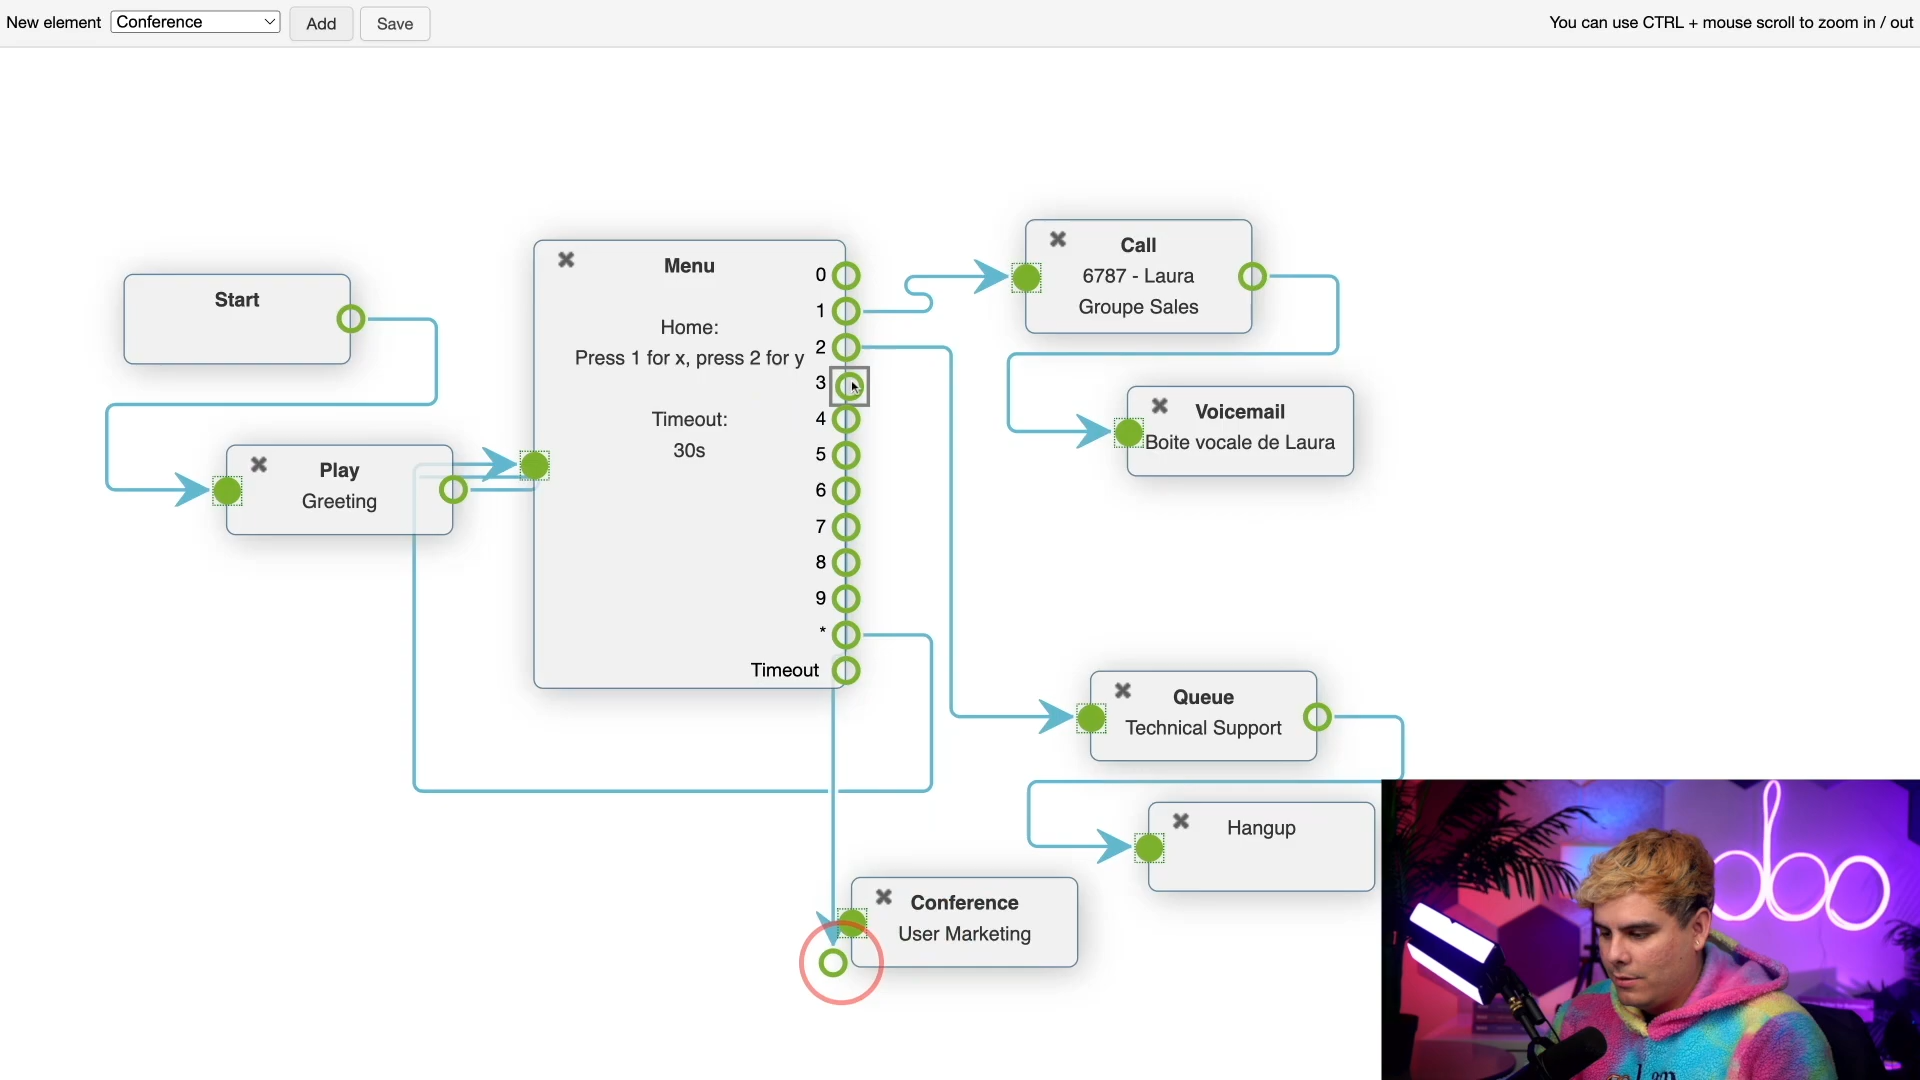 New element Conference Add Save You can use CTRL + mouse scroll to zoom in / out
Start
Play
Greeting
Menu
Home:
Press 1 for x, press 2 for y
Timeout:
30s
0
1
2
3
4
5
6
7
8
9
*
Timeout
Call
6787 - Laura
Groupe Sales
Voicemail
Boite vocale de Laura
Queue
Technical Support
Hangup
Conference
User Marketing